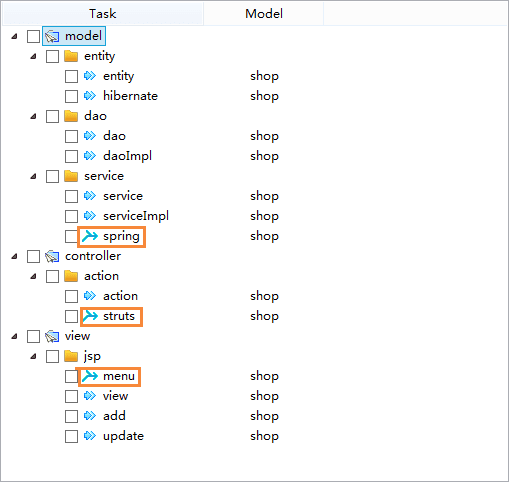 Task Model
model
entity
entity shop
hibernate shop
dao
dao shop
daoImpl shop
service
service shop
serviceImpl shop
spring shop
controller
action
action shop
struts shop
view
jsp
menu shop
view shop
add shop
update shop